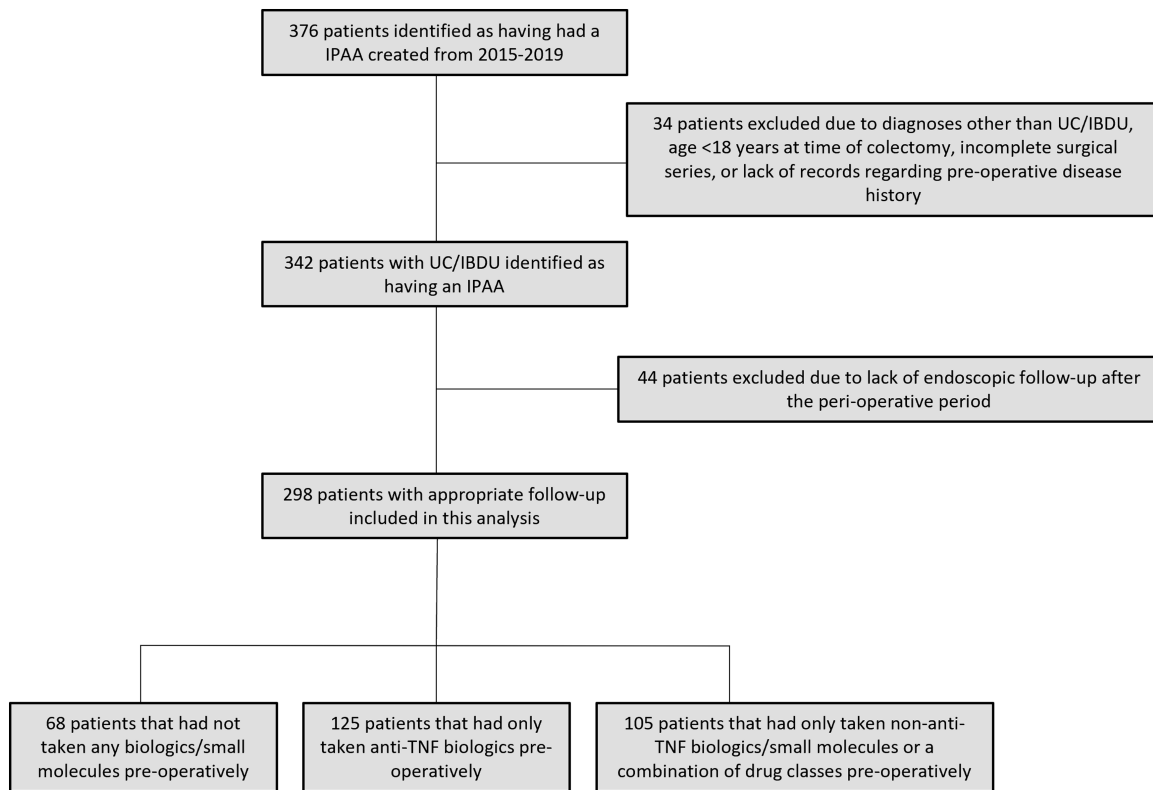 376 patients identified as having had a
IPAA created from 2015-2019
34 patients excluded due to diagnoses other than UC/IBDU,
age <18 years at time of colectomy, incomplete surgical
series, or lack of records regarding pre-operative disease
history
342 patients with UC/IBDU identified as
having an IPAA
44 patients excluded due to lack of endoscopic follow-up after
the peri-operative period
298 patients with appropriate follow-up
included in this analysis
68 patients that had not
taken any biologics/small
molecules pre-operatively
125 patients that had only
taken anti-TNF biologics pre-
operatively
105 patients that had only taken non-anti-
TNF biologics/small molecules or a
combination of drug classes pre-operatively